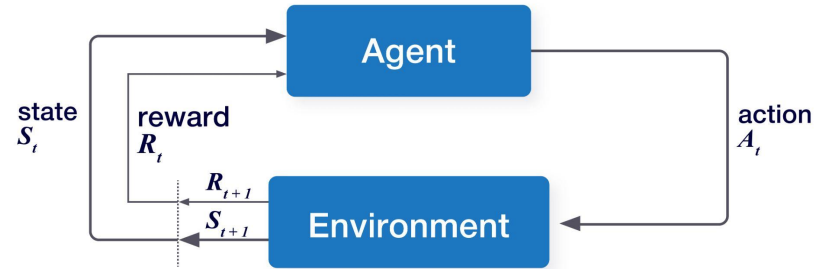 Agent
state
S_t
reward
R_t
action
A_t
R_{t+1}
S_{t+1}
Environment